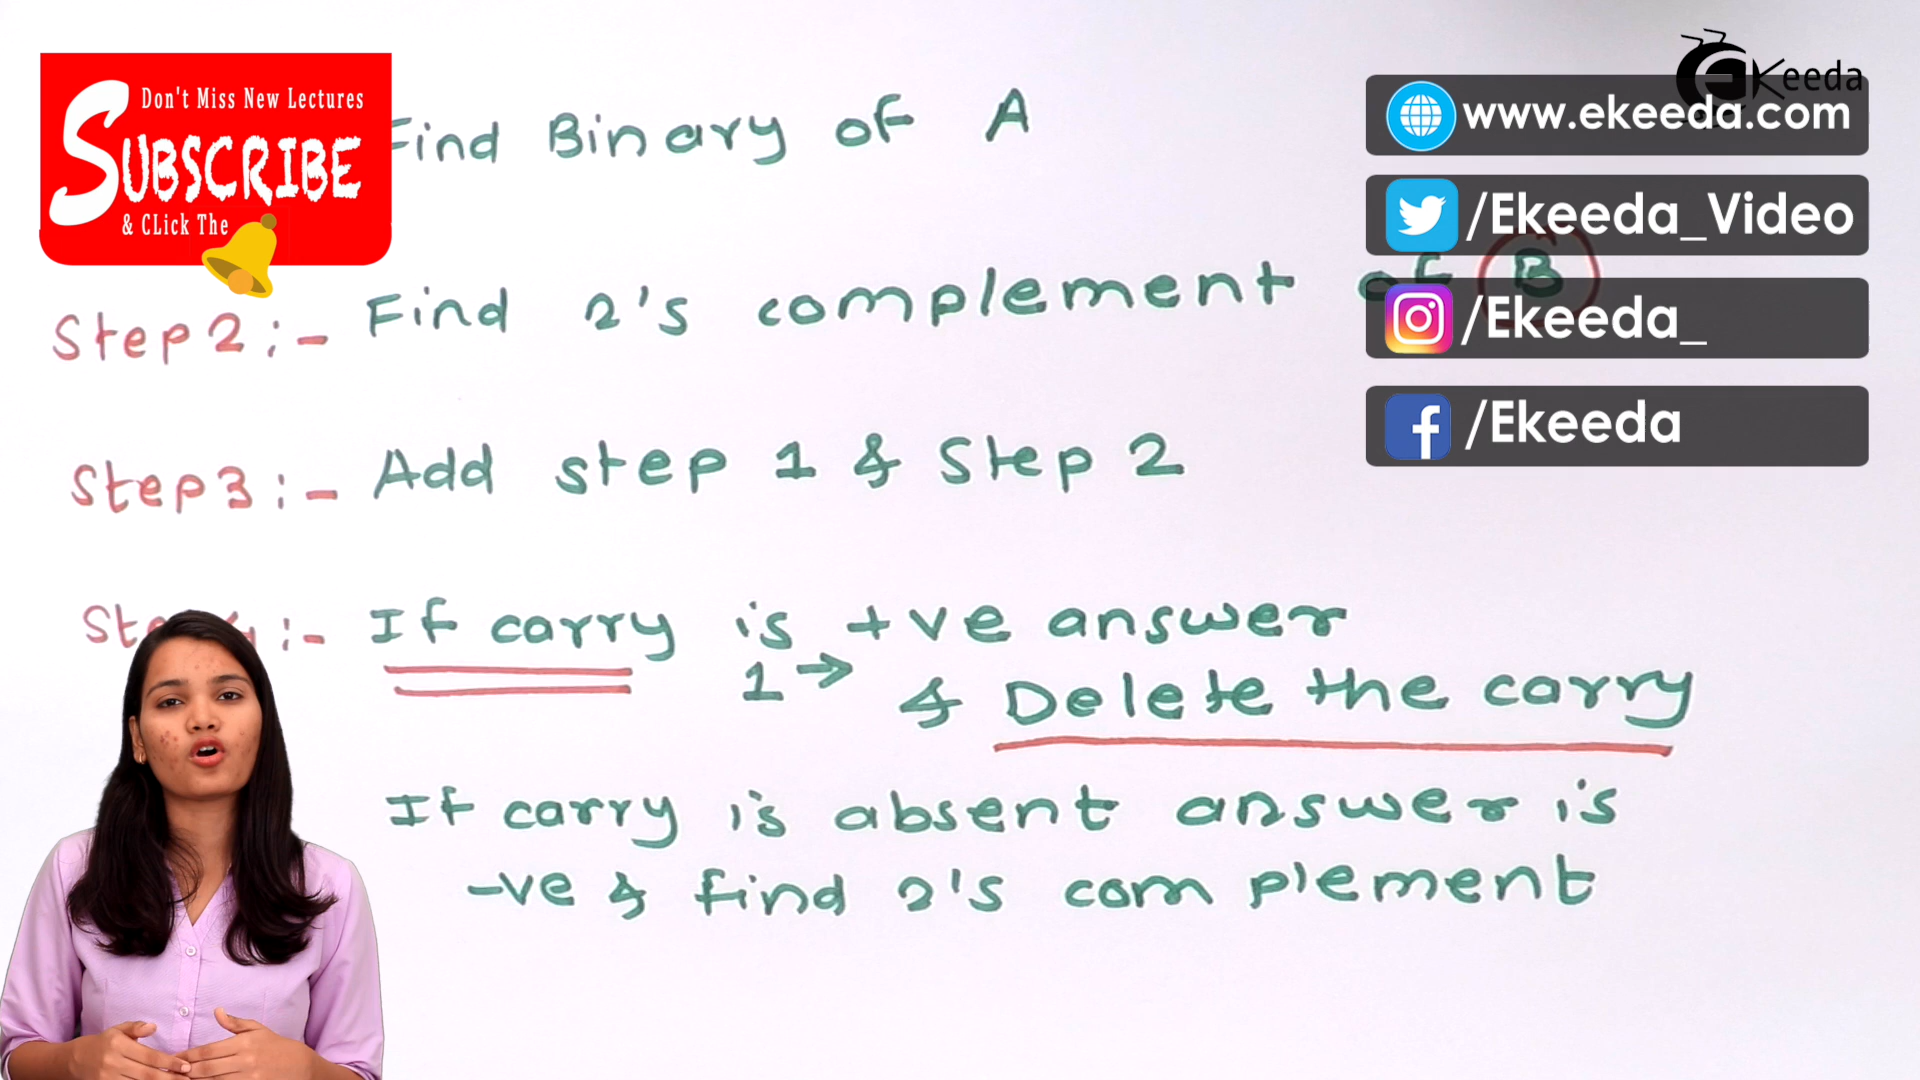 Don't Miss New Lectures
SUBSCRIBE
& CLick The
Find Binary of A
Step 2 :- Find 2's complement of B
Step 3 :- Add step 1 & Step 2
:- If carry is +ve answer
1 → & Delete the carry
If carry is absent answer is
-ve & find 2's complement
Ekeeda
www.ekeeda.com
/Ekeeda_Video
/Ekeeda_
/Ekeeda